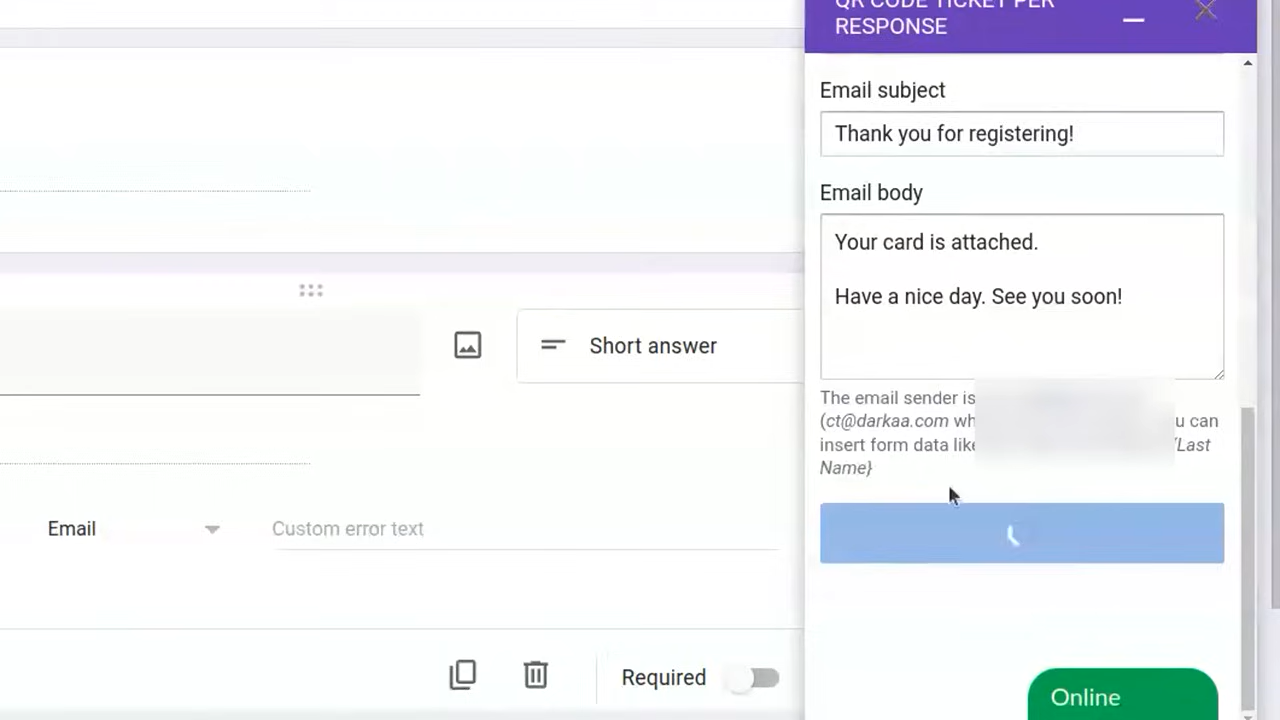 QR CODE TICKET PER
RESPONSE
Email subject
Thank you for registering!
Email body
Your card is attached.
Have a nice day. See you soon!
Short answer
The email sender is
(ct@darkaa.com wh
u can
insert form data like
Last
Name}
Email
Custom error text
Required
Online